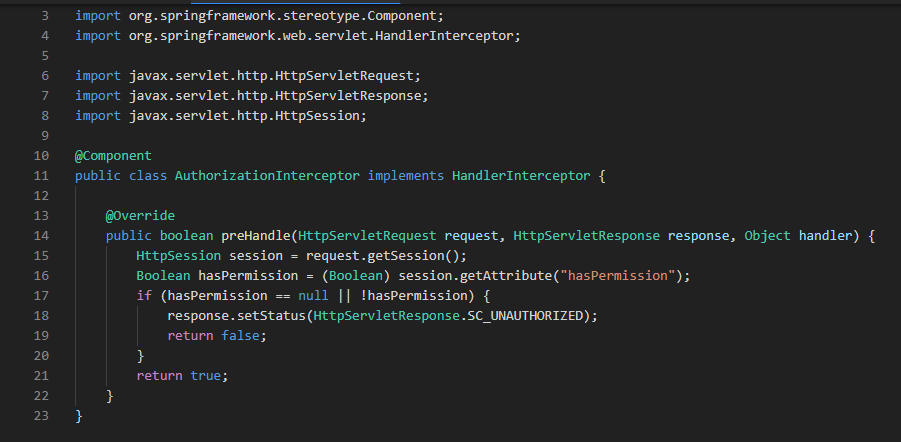 3 import org.springframework.stereotype.Component;
4 import org.springframework.web.servlet.HandlerInterceptor;
5
6 import javax.servlet.http.HttpServletRequest;
7 import javax.servlet.http.HttpServletResponse;
8 import javax.servlet.http.HttpSession;
9
10 @Component
11 public class AuthorizationInterceptor implements HandlerInterceptor {
12
13     @Override
14     public boolean preHandle(HttpServletRequest request, HttpServletResponse response, Object handler) {
15         HttpSession session = request.getSession();
16         Boolean hasPermission = (Boolean) session.getAttribute("hasPermission");
17         if (hasPermission == null || !hasPermission) {
18             response.setStatus(HttpServletResponse.SC_UNAUTHORIZED);
19             return false;
20         }
21         return true;
22     }
23 }